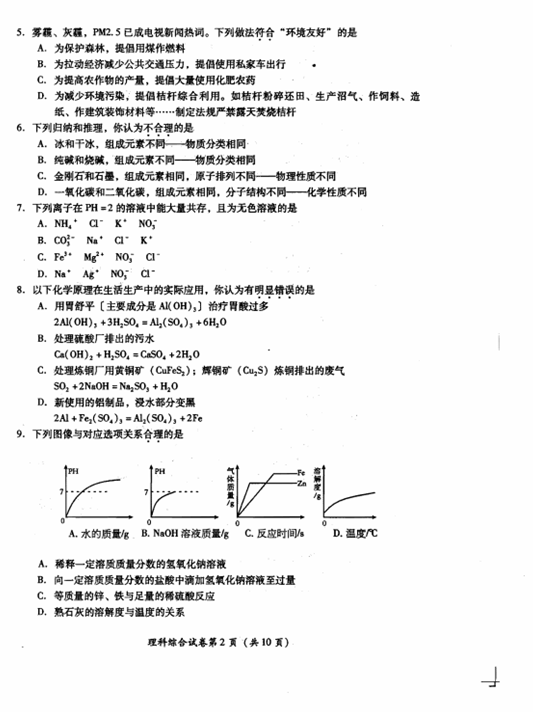 5．雾霾、灰霾，PM2.5已成电视新闻热词。下列做法符合“环境友好”的是
A．为保护森林，提倡用煤作燃料
B．为拉动经济减少公共交通压力，提倡使用私家车出行
C．为提高农作物的产量，提倡大量使用化肥农药
D．为减少环境污染，提倡桔杆综合利用。如桔杆粉碎还田、生产沼气、作饲料、造
纸、作建筑装饰材料等……制定法规严禁露天焚烧桔杆
6．下列归纳和推理，你认为不合理的是
A．冰和干冰，组成元素不同——物质分类相同
B．纯碱和烧碱，组成元素不同——物质分类相同
C．金刚石和石墨，组成元素相同，原子排列不同——物理性质不同
D．一氧化碳和二氧化碳，组成元素相同，分子结构不同——化学性质不同
7．下列离子在PH=2的溶液中能大量共存，且为无色溶液的是
A．NH₄⁺ Cl⁻ K⁺ NO₃⁻
B．CO₃²⁻ Na⁺ Cl⁻ K⁺
C．Fe³⁺ Mg²⁺ NO₃⁻ Cl⁻
D．Na⁺ Ag⁺ NO₃⁻ Cl⁻
8．以下化学原理在生活生产中的实际应用，你认为有明显错误的是
A．用胃舒平〔主要成分是Al(OH)₃〕治疗胃酸过多
2Al(OH)₃+3H₂SO₄=Al₂(SO₄)₃+6H₂O
B．处理硫酸厂排出的污水
Ca(OH)₂+H₂SO₄=CaSO₄+2H₂O
C．处理炼铜厂用黄铜矿（CuFeS₂）；辉铜矿（Cu₂S）炼铜排出的废气
SO₂+2NaOH=Na₂SO₃+H₂O
D．新使用的铝制品，浸水部分变黑
2Al+Fe₂(SO₄)₃=Al₂(SO₄)₃+2Fe
9．下列图像与对应选项关系合理的是
PH 7 0 A. 水的质量/g
PH 7 0 B. NaOH溶液质量/g
气体质量/g Fe Zn 0 C. 反应时间/s
溶解度/g 0 D. 温度/℃
A．稀释一定溶质质量分数的氢氧化钠溶液
B．向一定溶质质量分数的盐酸中滴加氢氧化钠溶液至过量
C．等质量的锌、铁与足量的稀硫酸反应
D．熟石灰的溶解度与温度的关系
理科综合试卷第2页（共10页）